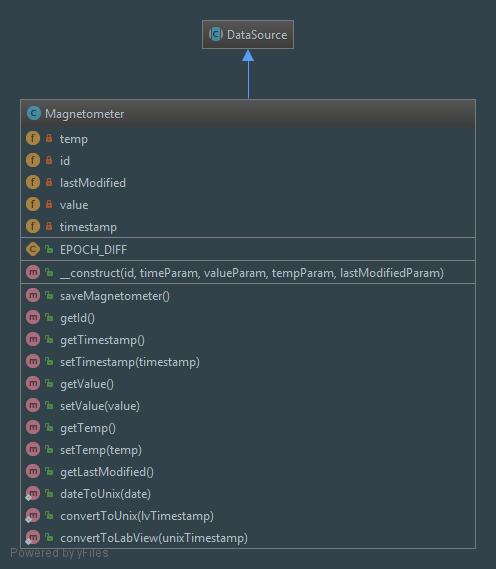 DataSource
Magnetometer
temp
id
lastModified
value
timestamp
EPOCH_DIFF
__construct(id, timeParam, valueParam, tempParam, lastModifiedParam)
saveMagnetometer()
getId()
getTimestamp()
setTimestamp(timestamp)
getValue()
setValue(value)
getTemp()
setTemp(temp)
getLastModified()
dateToUnix(date)
convertToUnix(lvTimestamp)
convertToLabView(unixTimestamp)
Powered by yFiles